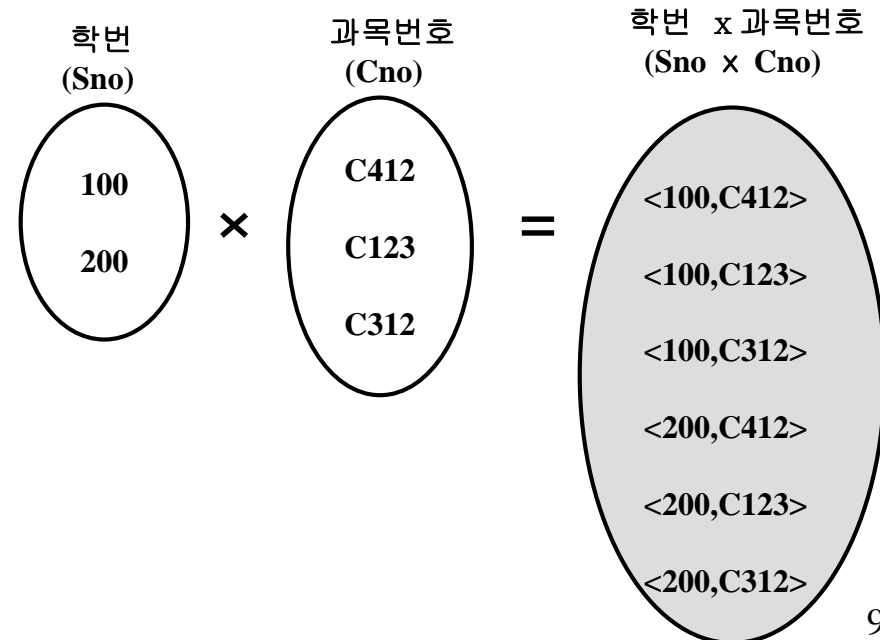 학번
(Sno)
100
200
×
과목번호
(Cno)
C412
C123
C312
=
학번 x 과목번호
(Sno x Cno)
<100,C412>
<100,C123>
<100,C312>
<200,C412>
<200,C123>
<200,C312>
9